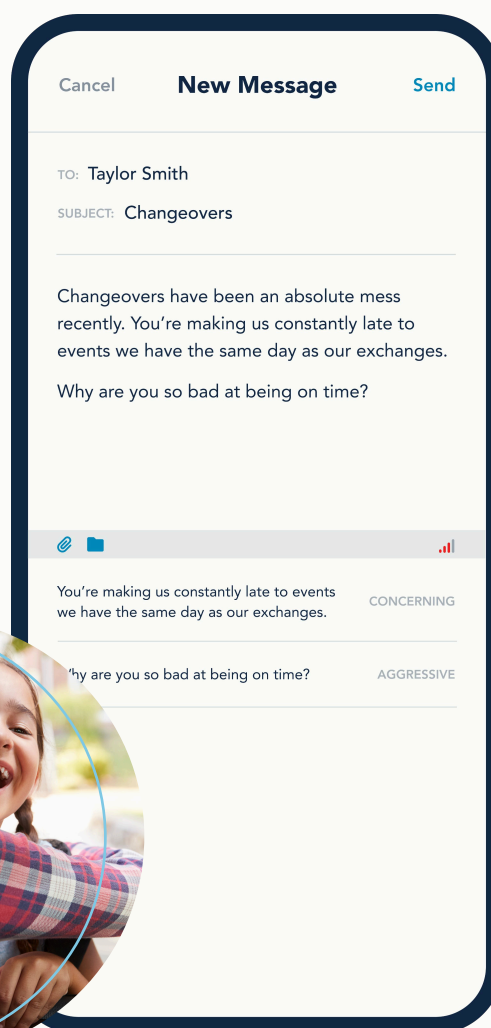 Cancel New Message Send
TO: Taylor Smith
SUBJECT: Changeovers
Changeovers have been an absolute mess
recently. You’re making us constantly late to
events we have the same day as our exchanges.
Why are you so bad at being on time?
You’re making us constantly late to events
we have the same day as our exchanges.
CONCERNING
are you so bad at being on time?
AGGRESSIVE